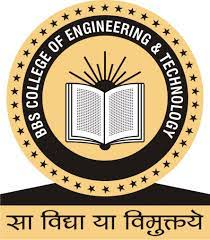 BBS COLLEGE OF ENGINEERING & TECHNOLOGY
सा विद्या या विमुक्तये